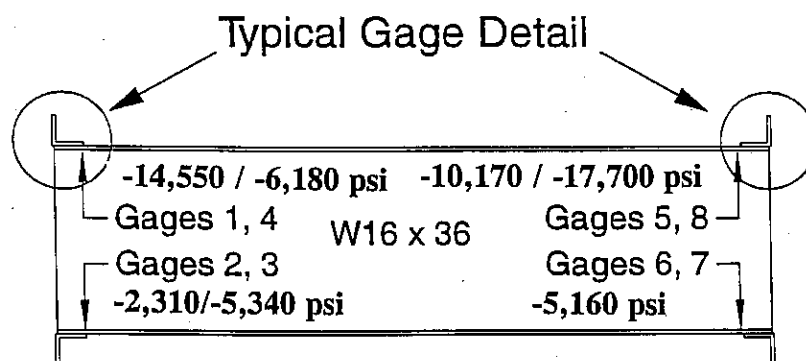 Typical Gage Detail
-14,550 / -6,180 psi -10,170 / -17,700 psi
Gages 1, 4 W16 x 36 Gages 5, 8
Gages 2, 3 Gages 6, 7
-2,310/-5,340 psi -5,160 psi